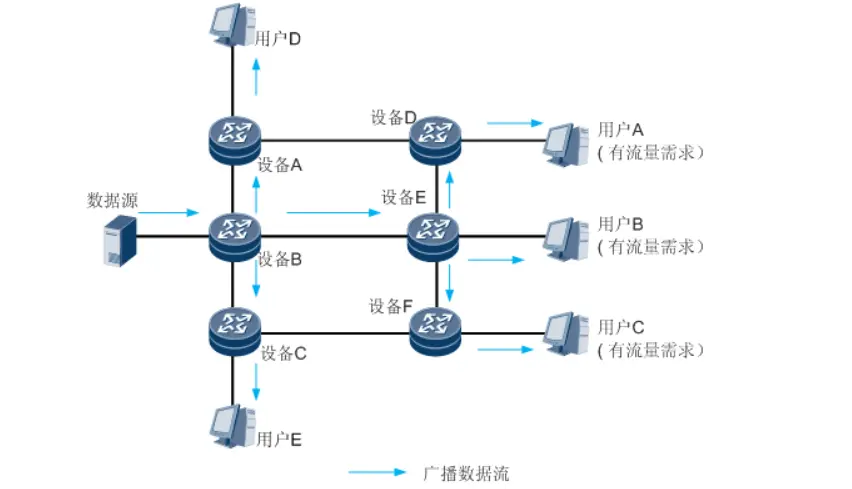 用户D
设备D
用户A
( 有流量需求）
设备A
设备E
数据源
用户B
( 有流量需求）
设备B
设备F
用户C
( 有流量需求）
设备C
用户E
广播数据流